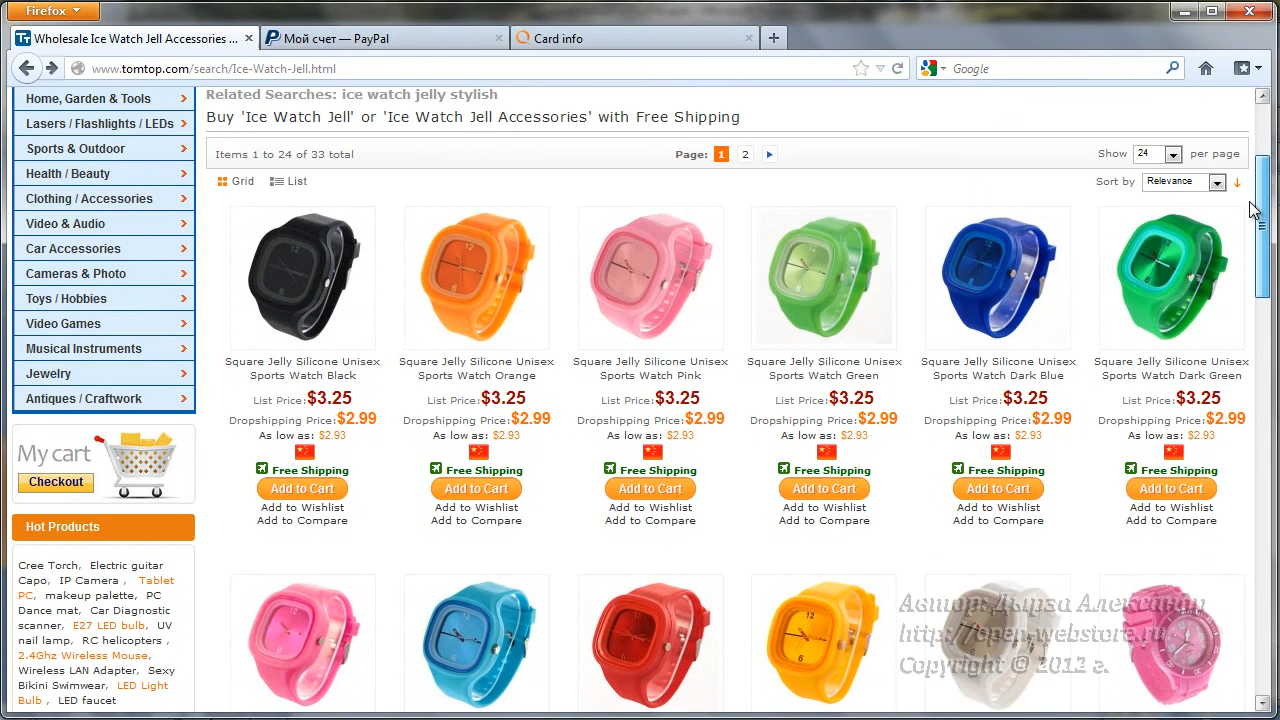 Firefox
Wholesale Ice Watch Jell Accessories ...
Мой счет — PayPal
Card info
www.tomtop.com/search/Ice-Watch-Jell.html
Google
Home, Garden & Tools
Lasers / Flashlights / LEDs
Sports & Outdoor
Health / Beauty
Clothing / Accessories
Video & Audio
Car Accessories
Cameras & Photo
Toys / Hobbies
Video Games
Musical Instruments
Jewelry
Antiques / Craftwork
My cart
Checkout
Hot Products
Cree Torch, Electric guitar
Capo, IP Camera , Tablet
PC, makeup palette, PC
Dance mat, Car Diagnostic
scanner, E27 LED bulb, UV
nail lamp, RC helicopters ,
2.4Ghz Wireless Mouse,
Wireless LAN Adapter, Sexy
Bikini Swimwear, LED Light
Bulb , LED faucet
Related Searches: ice watch jelly stylish
Buy 'Ice Watch Jell' or 'Ice Watch Jell Accessories' with Free Shipping
Items 1 to 24 of 33 total Page: 1 2 Show 24 per page
Grid List Sort by Relevance
Square Jelly Silicone Unisex
Sports Watch Black
List Price:$3.25
Dropshipping Price:$2.99
As low as: $2.93
Free Shipping
Add to Cart
Add to Wishlist
Add to Compare
Square Jelly Silicone Unisex
Sports Watch Orange
List Price:$3.25
Dropshipping Price:$2.99
As low as: $2.93
Free Shipping
Add to Cart
Add to Wishlist
Add to Compare
Square Jelly Silicone Unisex
Sports Watch Pink
List Price:$3.25
Dropshipping Price:$2.99
As low as: $2.93
Free Shipping
Add to Cart
Add to Wishlist
Add to Compare
Square Jelly Silicone Unisex
Sports Watch Green
List Price:$3.25
Dropshipping Price:$2.99
As low as: $2.93
Free Shipping
Add to Cart
Add to Wishlist
Add to Compare
Square Jelly Silicone Unisex
Sports Watch Dark Blue
List Price:$3.25
Dropshipping Price:$2.99
As low as: $2.93
Free Shipping
Add to Cart
Add to Wishlist
Add to Compare
Square Jelly Silicone Unisex
Sports Watch Dark Green
List Price:$3.25
Dropshipping Price:$2.99
As low as: $2.93
Free Shipping
Add to Cart
Add to Wishlist
Add to Compare
Автор: Дырза Александр
http://open.webstore.ru
Copyright © 2012 г.